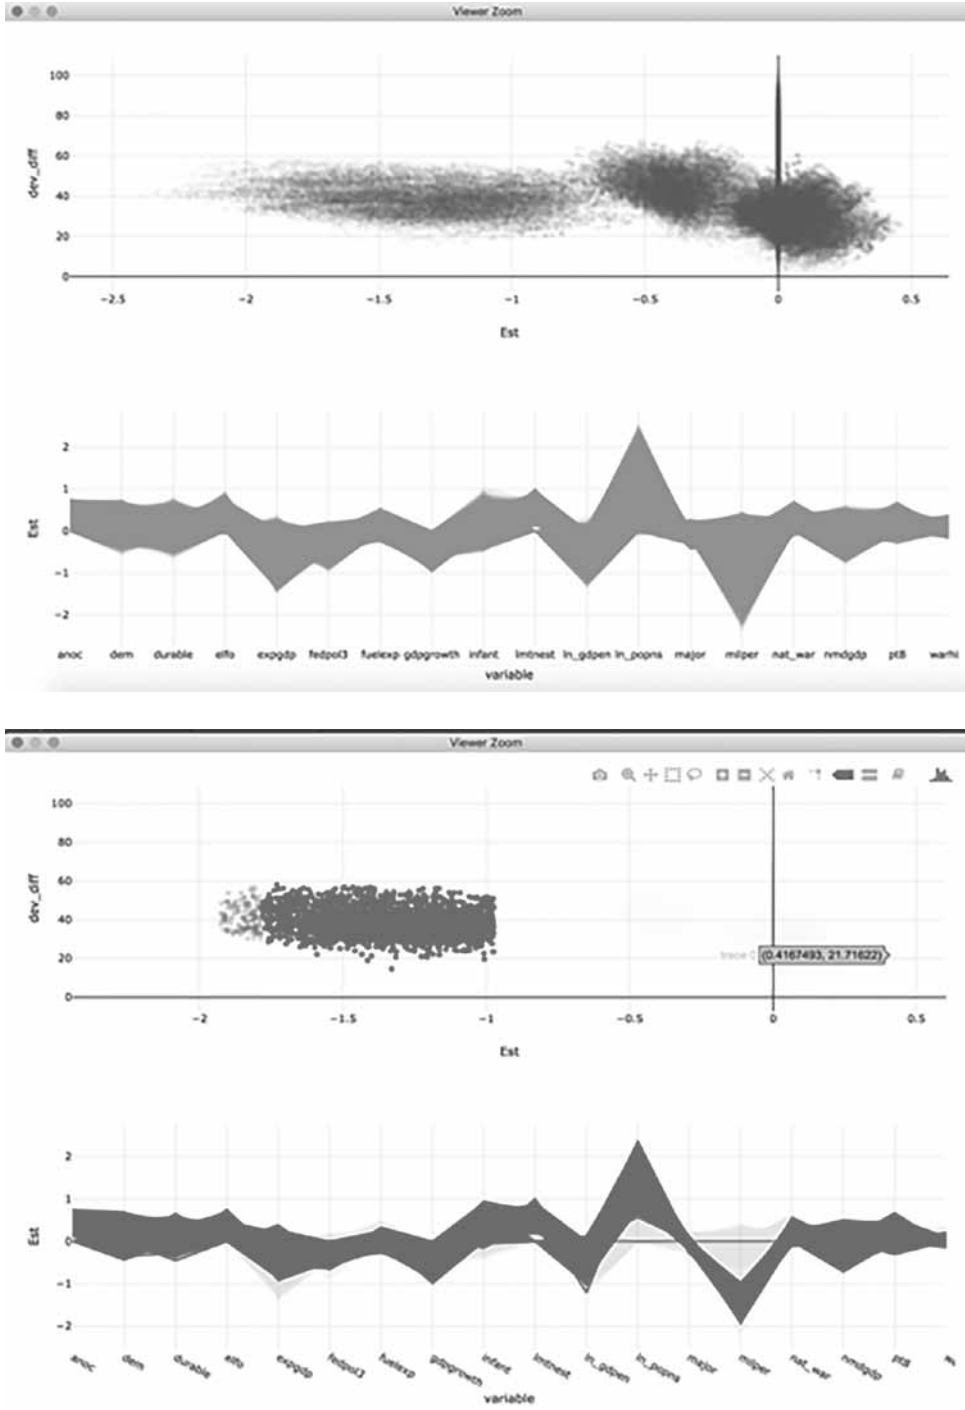 Viewer Zoom
100
80
60
40
20
0
dev_diff
−2.5 −2 −1.5 −1 −0.5 0 0.5
Est
2
1
0
−1
−2
Est
anoc dem durable elfo expgdp fedpol3 fuelexp gdpgrowth infant lmtnest ln_gdpen ln_popns major milper nat_war nmdgdp pt8 warhi
variable
Viewer Zoom
100
80
60
40
20
0
dev_diff
trace 0 (0.4167493, 21.71622)
−2 −1.5 −1 −0.5 0 0.5
Est
2
1
0
−1
−2
Est
anoc dem durable elfo expgdp fedpol3 fuelexp gdpgrowth infant lmtnest ln_gdpen ln_popns major milper nat_war nmdgdp pt8
variable